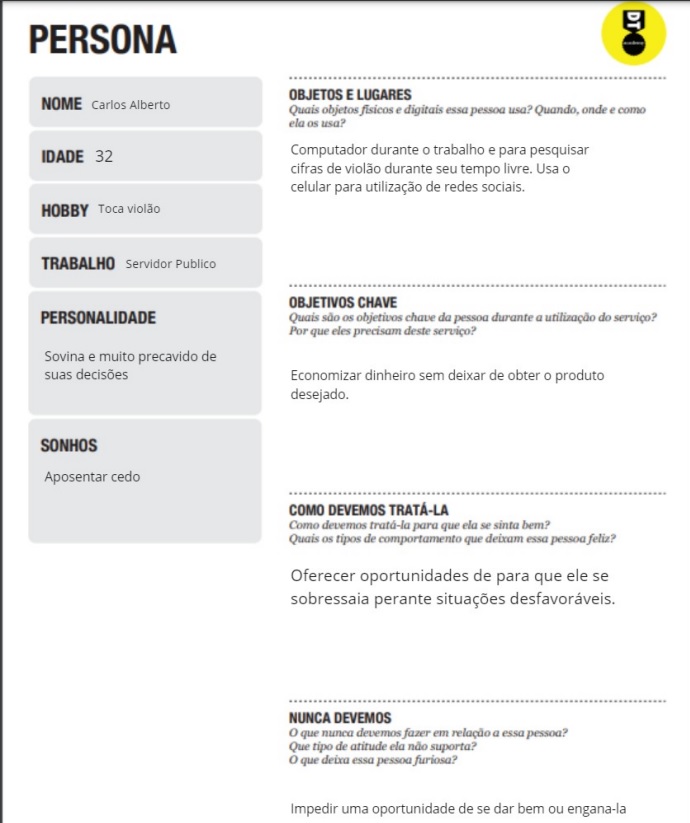 PERSONA
DT
academy
NOME Carlos Alberto
IDADE 32
HOBBY Toca violão
TRABALHO Servidor Publico
PERSONALIDADE
Sovina e muito precavido de
suas decisões
SONHOS
Aposentar cedo
OBJETOS E LUGARES
Quais objetos físicos e digitais essa pessoa usa? Quando, onde e como
ela os usa?
Computador durante o trabalho e para pesquisar
cifras de violão durante seu tempo livre. Usa o
celular para utilização de redes sociais.
OBJETIVOS CHAVE
Quais são os objetivos chave da pessoa durante a utilização do serviço?
Por que eles precisam deste serviço?
Economizar dinheiro sem deixar de obter o produto
desejado.
COMO DEVEMOS TRATÁ-LA
Como devemos tratá-la para que ela se sinta bem?
Quais os tipos de comportamento que deixam essa pessoa feliz?
Oferecer oportunidades de para que ele se
sobressaia perante situações desfavoráveis.
NUNCA DEVEMOS
O que nunca devemos fazer em relação a essa pessoa?
Que tipo de atitude ela não suporta?
O que deixa essa pessoa furiosa?
Impedir uma oportunidade de se dar bem ou engana-la